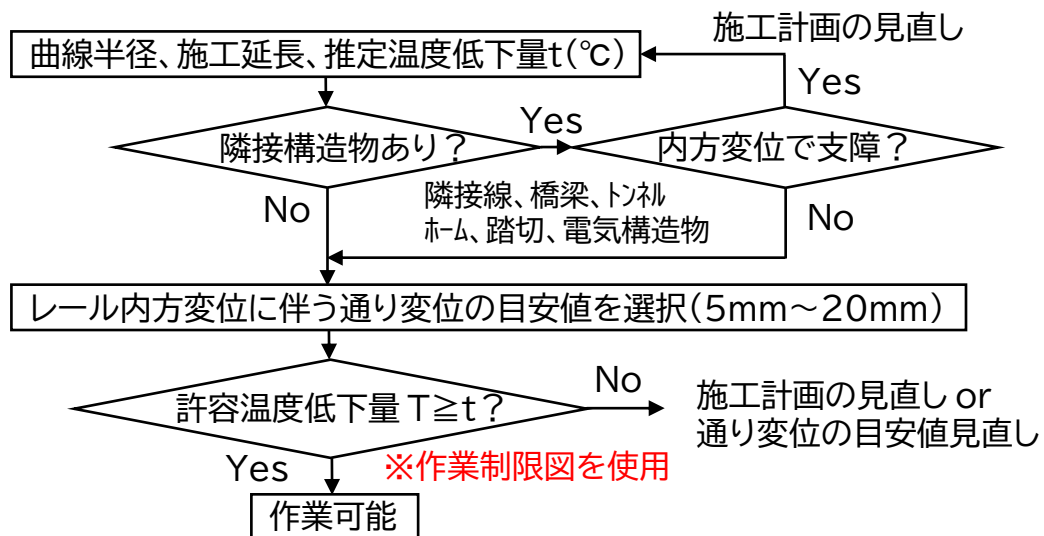 施工計画の見直し
曲線半径、施工延長、推定温度低下量t(℃)
Yes
隣接構造物あり？
Yes
内方変位で支障？
隣接線、橋梁、トンネル
ホーム、踏切、電気構造物
No
No
レール内方変位に伴う通り変位の目安値を選択(5mm～20mm)
許容温度低下量 T≧t？
No
施工計画の見直し or
通り変位の目安値見直し
Yes
※作業制限図を使用
作業可能